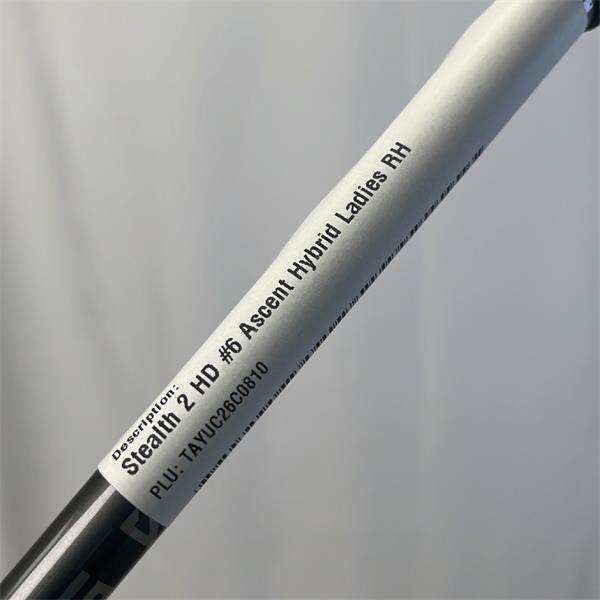 Description:
Stealth 2 HD #6 Ascent Hybrid Ladies RH
PLU: TAYUC26C0810